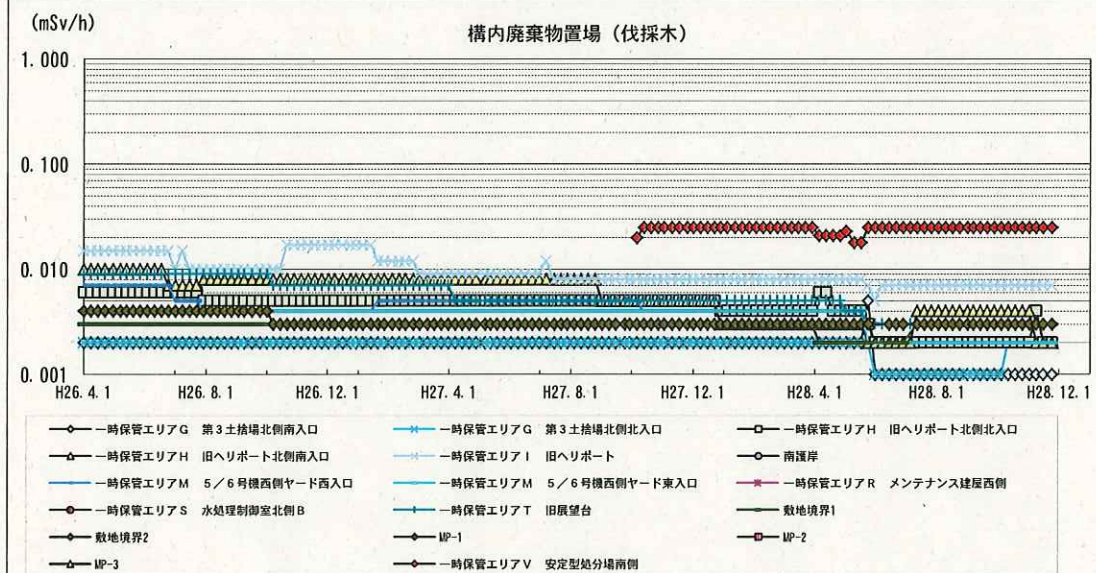 (mSv/h)
構内廃棄物置場（伐採木）
1.000
0.100
0.010
0.001
H26.4.1 H26.8.1 H26.12.1 H27.4.1 H27.8.1 H27.12.1 H28.4.1 H28.8.1 H28.12.1
一時保管エリアG　第3土捨場北側南入口 一時保管エリアG　第3土捨場北側北入口 一時保管エリアH　旧ヘリポート北側北入口
一時保管エリアH　旧ヘリポート北側南入口 一時保管エリアI　旧ヘリポート 南護岸
一時保管エリアM　5／6号機西側ヤード西入口 一時保管エリアM　5／6号機西側ヤード東入口 一時保管エリアR　メンテナンス建屋西側
一時保管エリアS　水処理制御室北側B 一時保管エリアT　旧展望台 敷地境界1
敷地境界2 MP-1 MP-2
MP-3 一時保管エリアV　安定型処分場南側